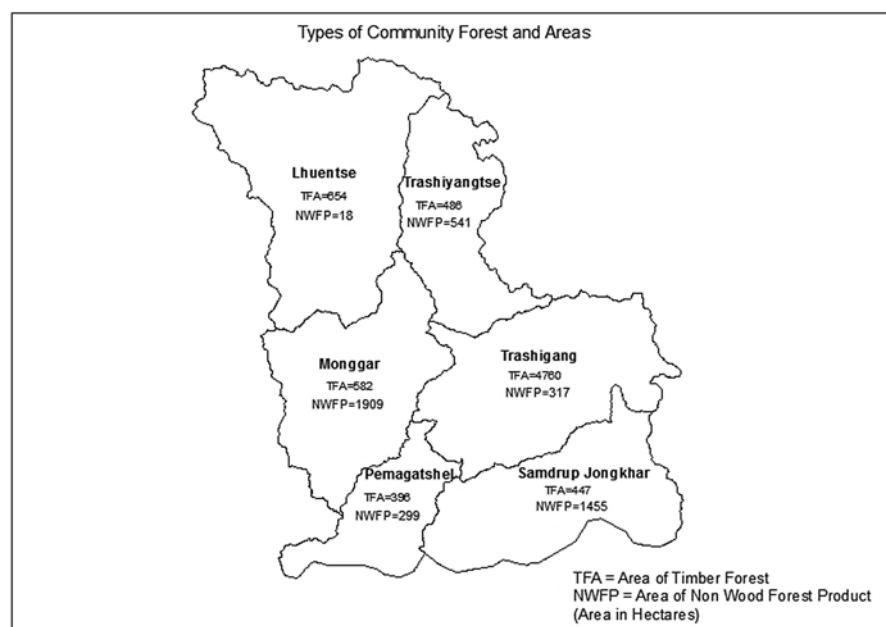 Types of Community Forest and Areas
Lhuentse
TFA=654
NWFP=18
Trashiyangtse
TFA=486
NWFP=541
Monggar
TFA=582
NWFP=1909
Trashigang
TFA=4760
NWFP=317
Pemagatshel
TFA=396
NWFP=299
Samdrup Jongkhar
TFA=447
NWFP=1455
TFA = Area of Timber Forest
NWFP = Area of Non Wood Forest Product
(Area in Hectares)